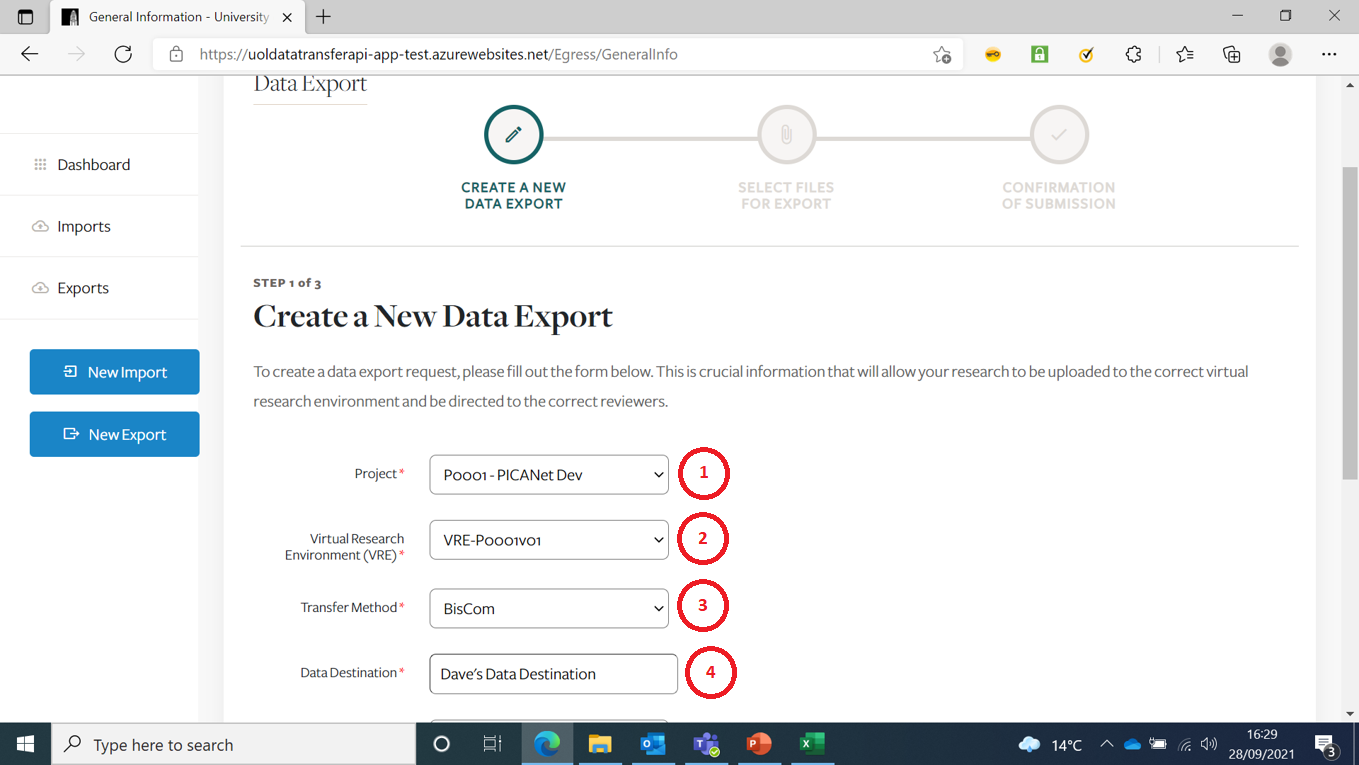 General Information - University
https://uoldatatransferapi-app-test.azurewebsites.net/Egress/GeneralInfo
Data Export
CREATE A NEW
DATA EXPORT
SELECT FILES
FOR EXPORT
CONFIRMATION
OF SUBMISSION
Dashboard
Imports
Exports
New Import
New Export
STEP 1 of 3
Create a New Data Export
To create a data export request, please fill out the form below. This is crucial information that will allow your research to be uploaded to the correct virtual
research environment and be directed to the correct reviewers.
Project*
P0001 - PICANet Dev
1
Virtual Research
Environment (VRE)*
VRE-P0001v01
2
Transfer Method*
BisCom
3
Data Destination*
Dave's Data Destination
4
Type here to search
14°C
16:29
28/09/2021
3